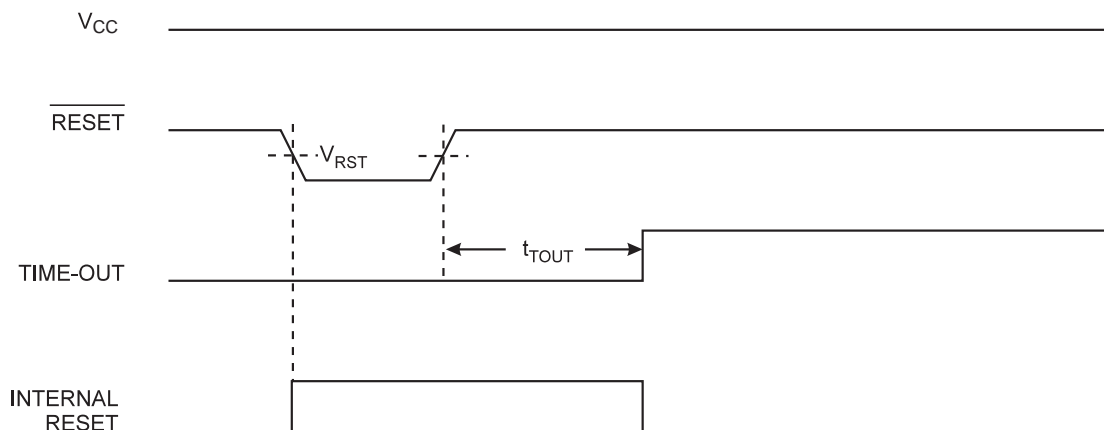 VCC
RESET
VRST
tTOUT
TIME-OUT
INTERNAL
RESET